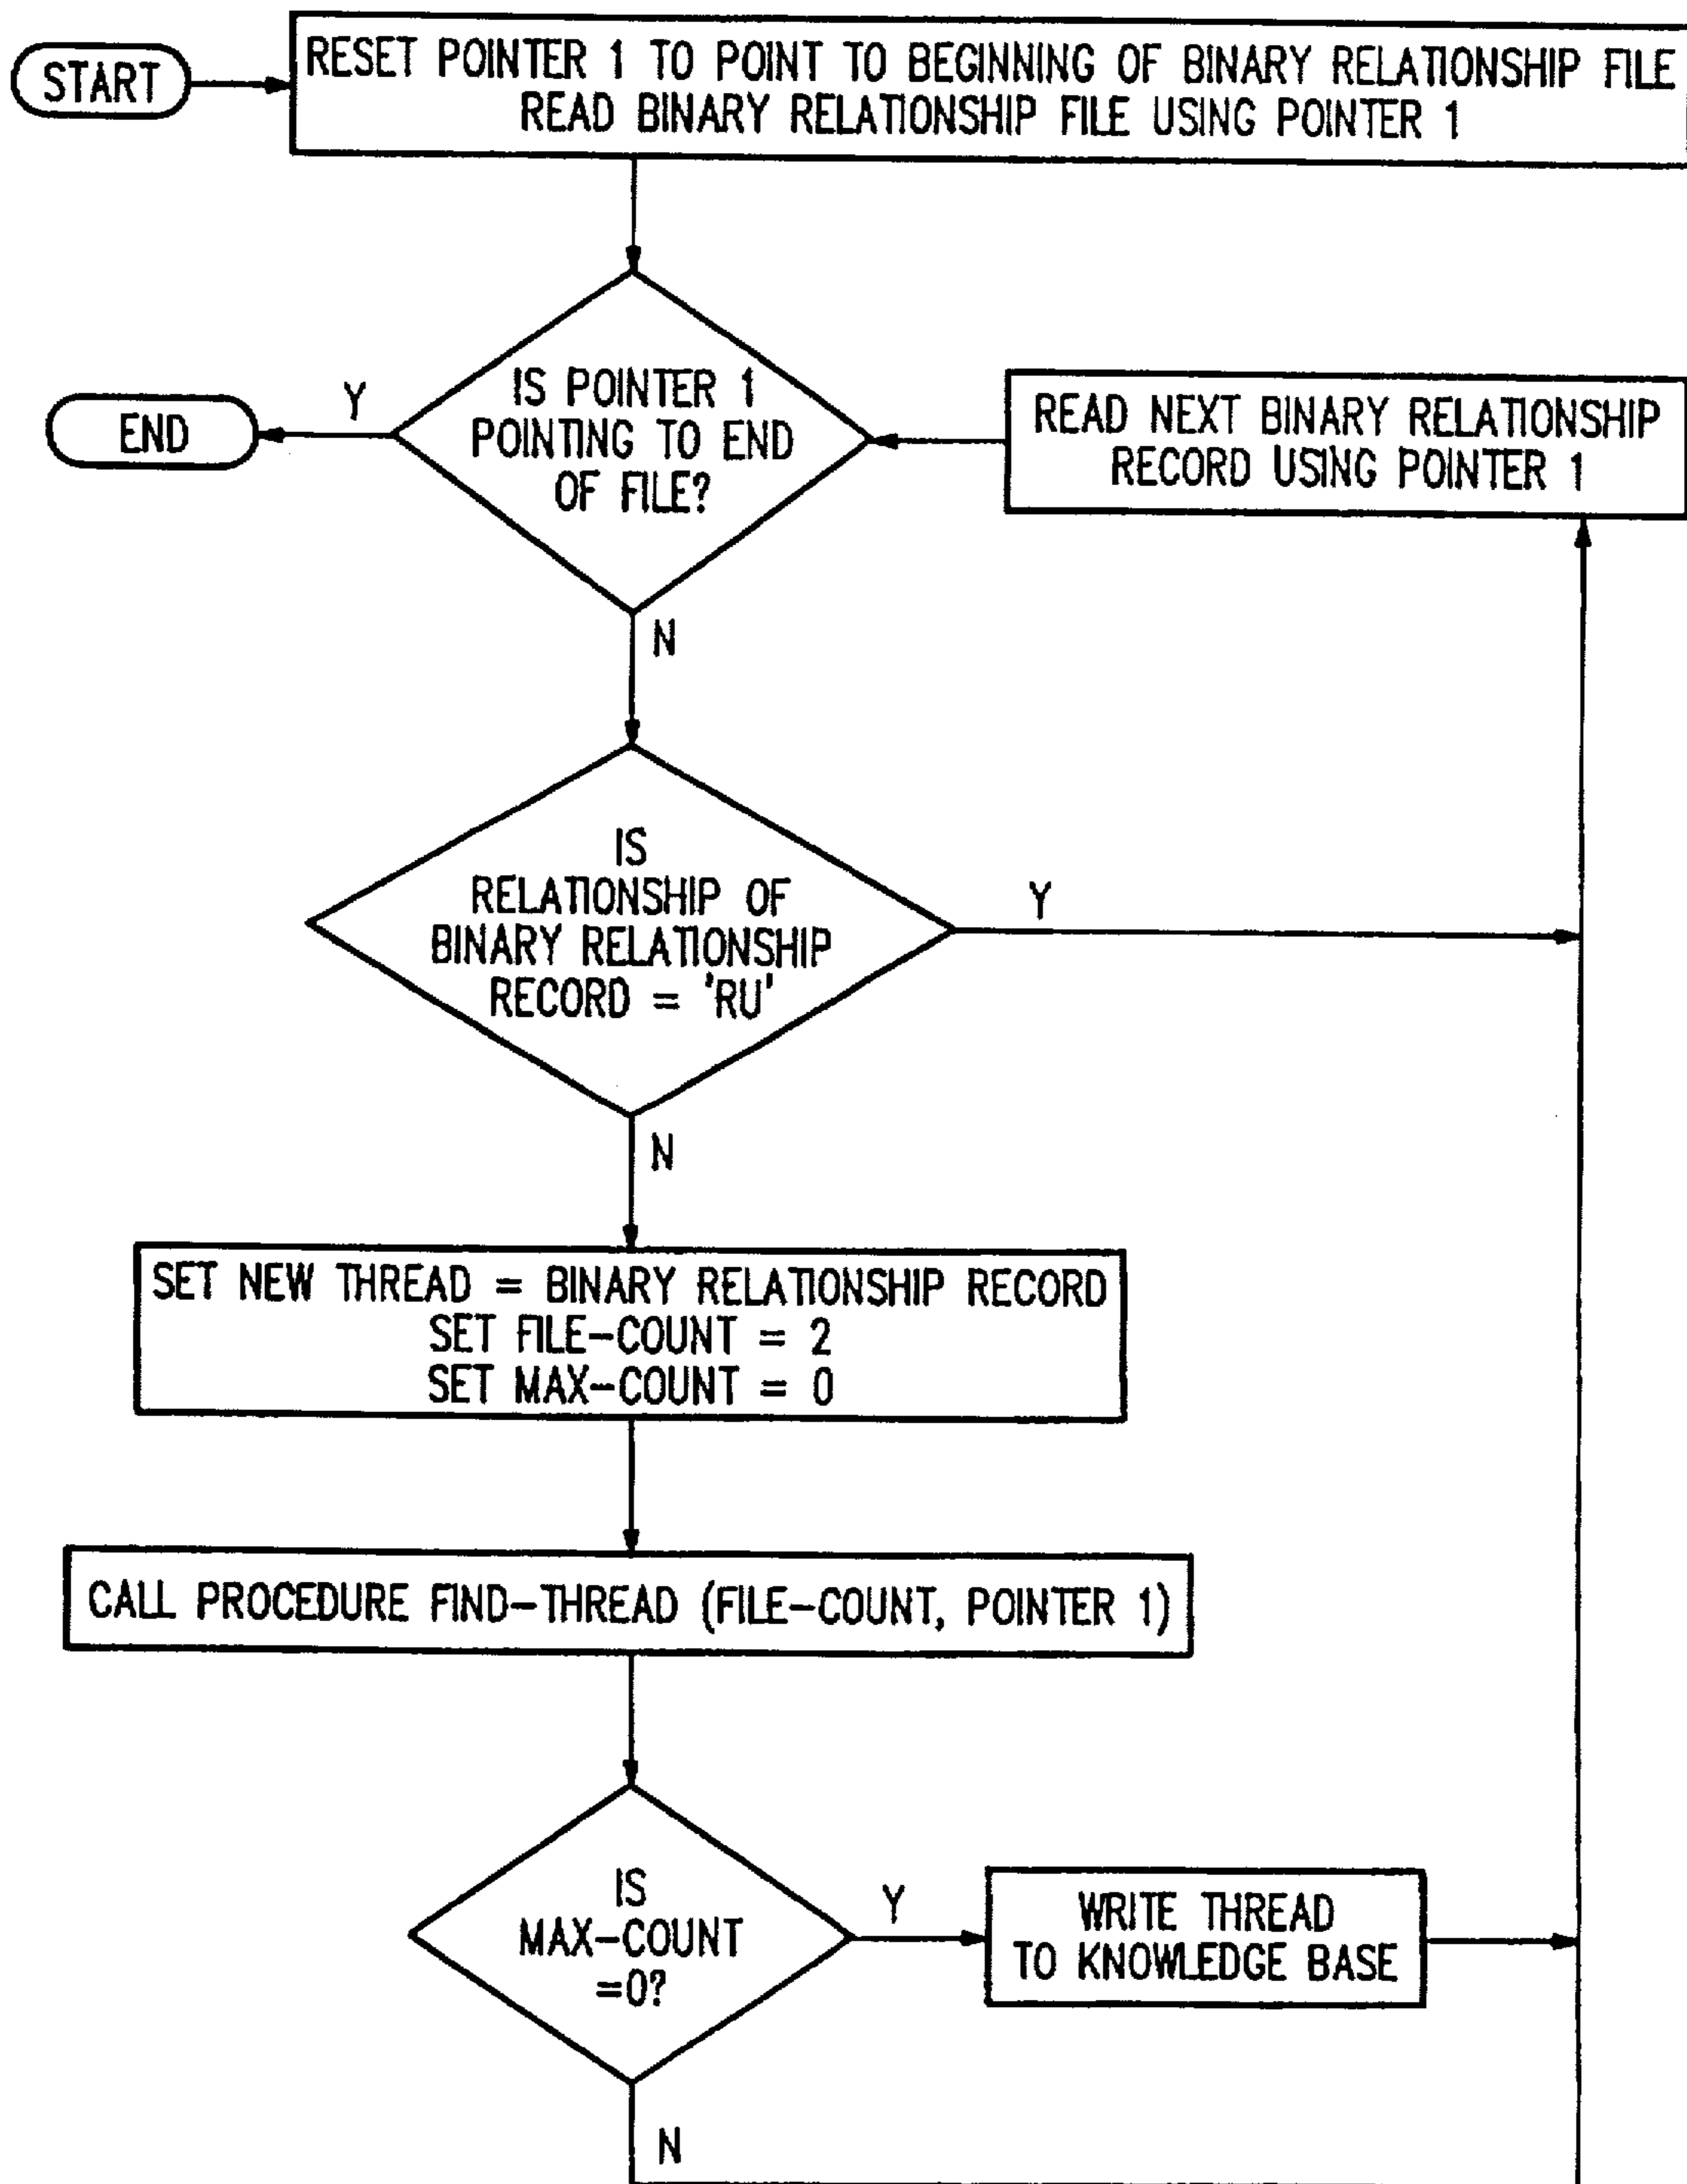 START
RESET POINTER 1 TO POINT TO BEGINNING OF BINARY RELATIONSHIP FILE
READ BINARY RELATIONSHIP FILE USING POINTER 1
IS POINTER 1
POINTING TO END
OF FILE?
Y
END
READ NEXT BINARY RELATIONSHIP
RECORD USING POINTER 1
N
IS
RELATIONSHIP OF
BINARY RELATIONSHIP
RECORD = 'RU'
Y
N
SET NEW THREAD = BINARY RELATIONSHIP RECORD
SET FILE-COUNT = 2
SET MAX-COUNT = 0
CALL PROCEDURE FIND-THREAD (FILE-COUNT, POINTER 1)
IS
MAX-COUNT
=0?
Y
WRITE THREAD
TO KNOWLEDGE BASE
N